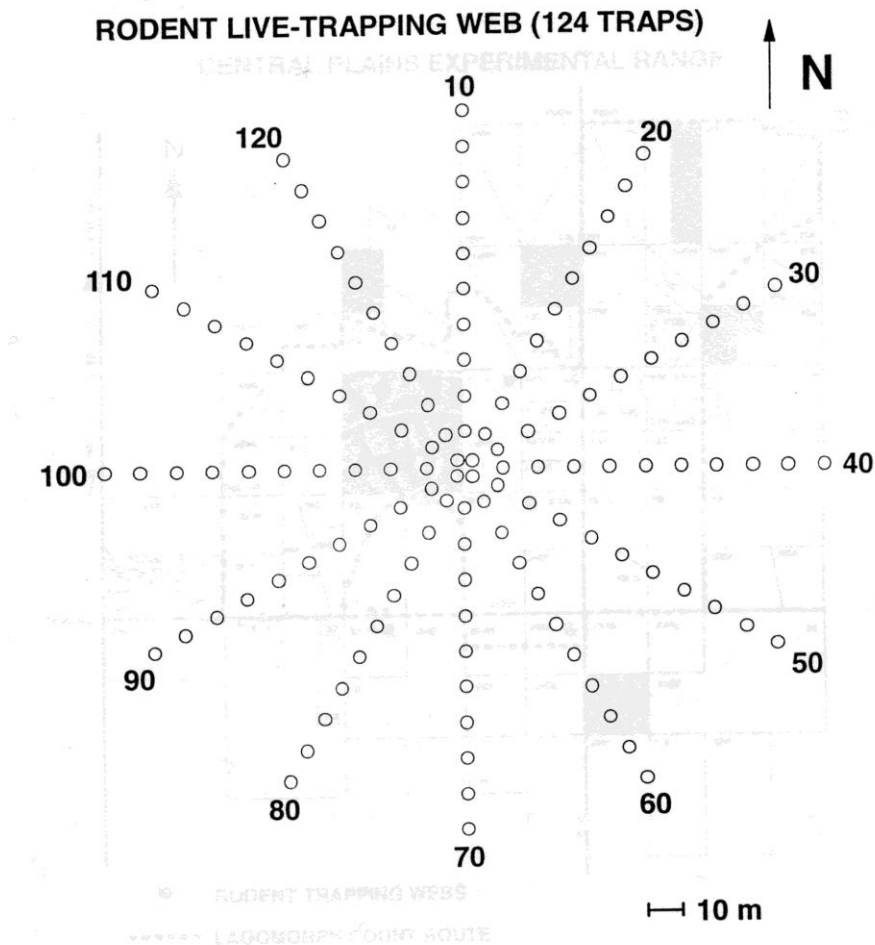 RODENT LIVE-TRAPPING WEB (124 TRAPS)
N
CENTRAL PLAINS EXPERIMENTAL RANGE
10
120
20
110
30
100
40
90
50
80
60
70
10 m
RODENT TRAPPING WEBS
LAGOMORPH COUNT ROUTE